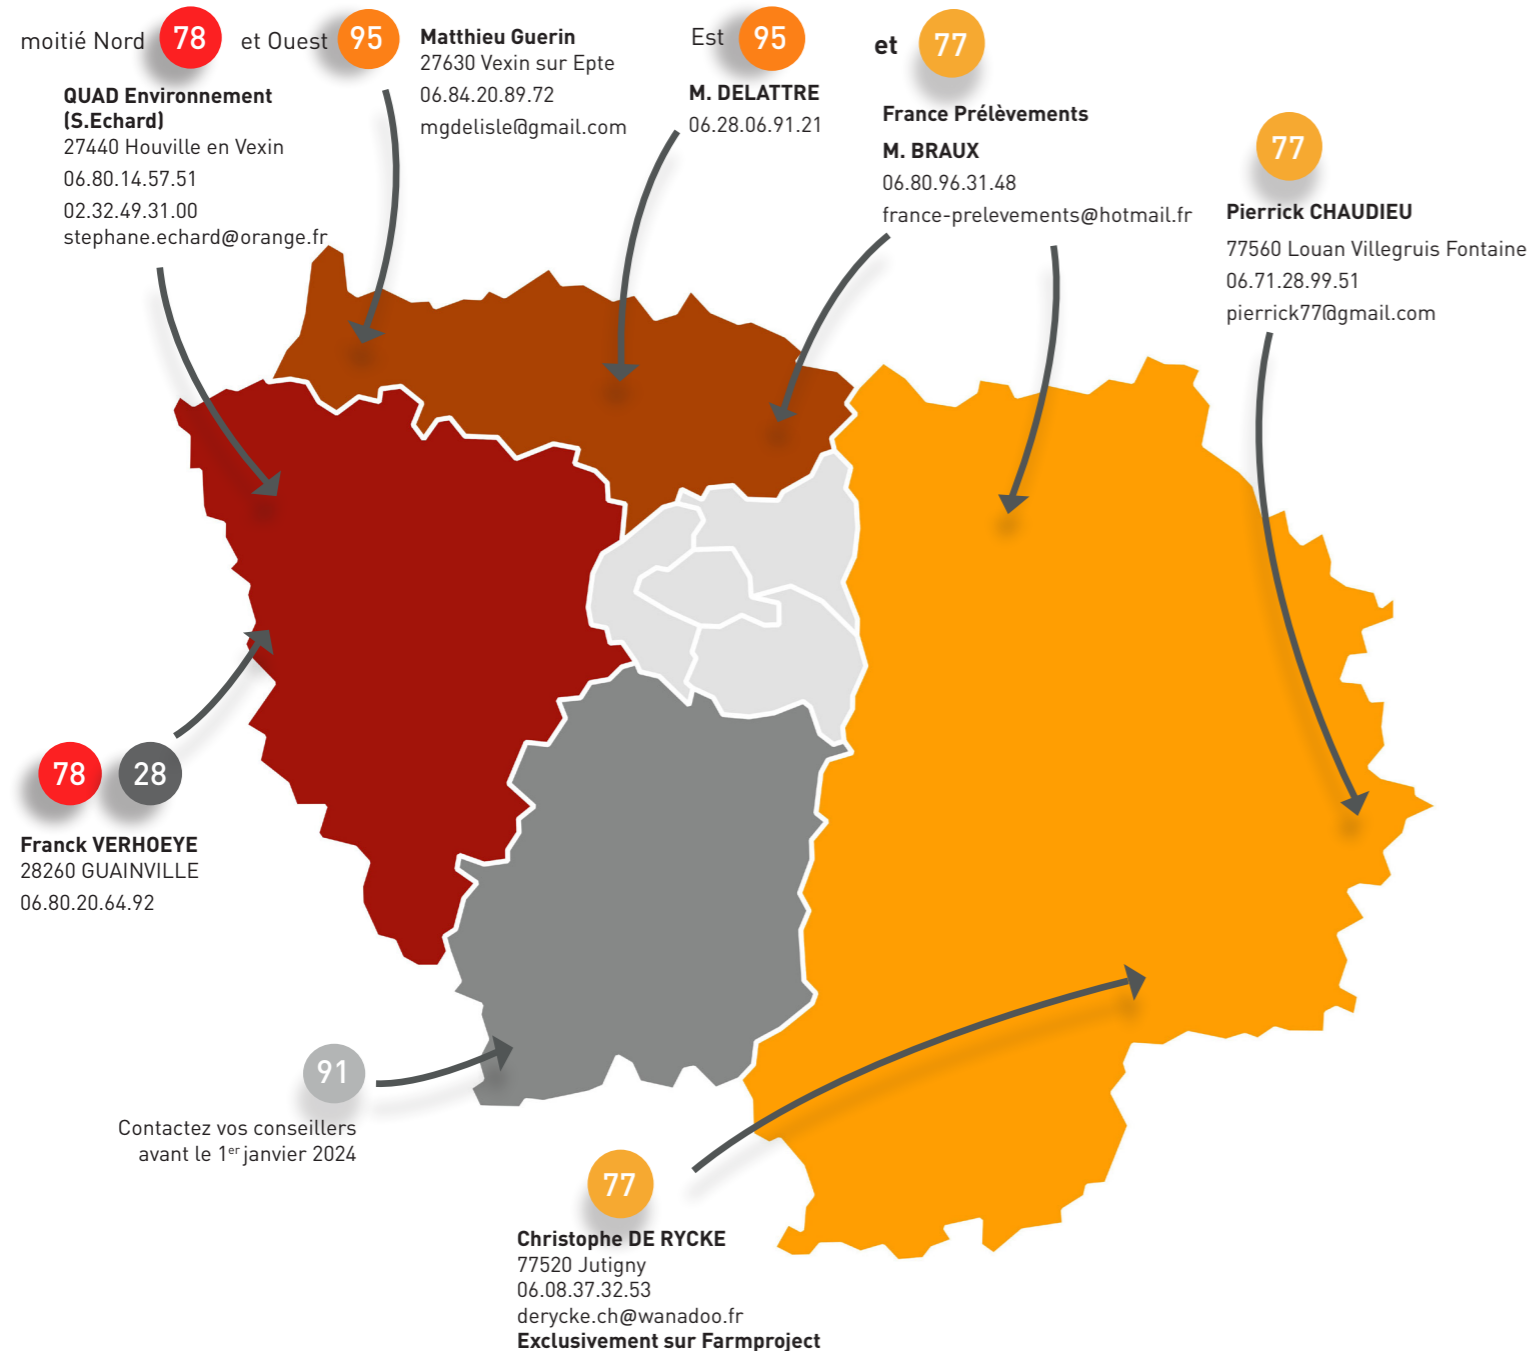 moitié Nord 78 et Ouest 95
QUAD Environnement
(S.Echard)
27440 Houville en Vexin
06.80.14.57.51
02.32.49.31.00
stephane.echard@orange.fr
Matthieu Guerin
27630 Vexin sur Epte
06.84.20.89.72
mgdelisle@gmail.com
Est 95
M. DELATTRE
06.28.06.91.21
et 77
France Prélèvements
M. BRAUX
06.80.96.31.48
france-prelevements@hotmail.fr
77
Pierrick CHAUDIEU
77560 Louan Villegruis Fontaine
06.71.28.99.51
pierrick77@gmail.com
78 28
Franck VERHOEYE
28260 GUAINVILLE
06.80.20.64.92
91
Contactez vos conseillers
avant le 1er janvier 2024
77
Christophe DE RYCKE
77520 Jutigny
06.08.37.32.53
derycke.ch@wanadoo.fr
Exclusivement sur Farmproject